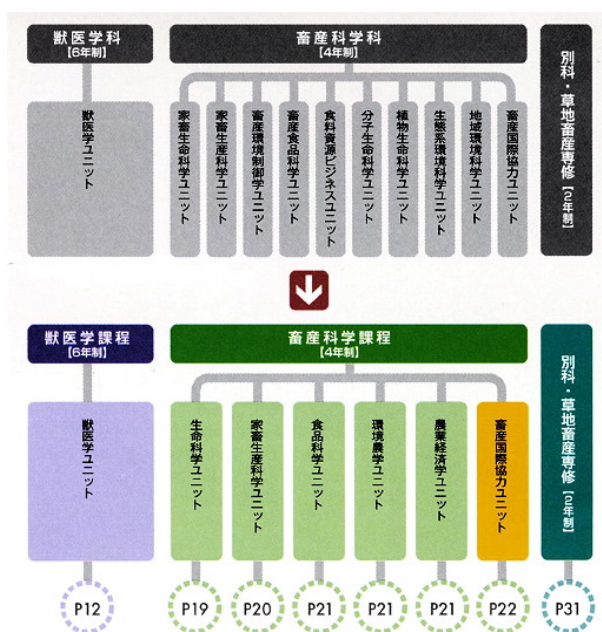 獣医学科
【6年制】
畜産科学科
【4年制】
別科・草地畜産専修【2年制】
獣医学ユニット
家畜生命科学ユニット
家畜生産科学ユニット
畜産環境制御学ユニット
畜産食品科学ユニット
食料資源ビジネスユニット
分子生命科学ユニット
植物生命科学ユニット
生態系環境科学ユニット
地域環境科学ユニット
畜産国際協力ユニット
獣医学課程
【6年制】
畜産科学課程
【4年制】
別科・草地畜産専修【2年制】
獣医学ユニット
生命科学ユニット
家畜生産科学ユニット
食品科学ユニット
環境農学ユニット
農業経済学ユニット
畜産国際協力ユニット
P12
P19
P20
P21
P21
P21
P22
P31